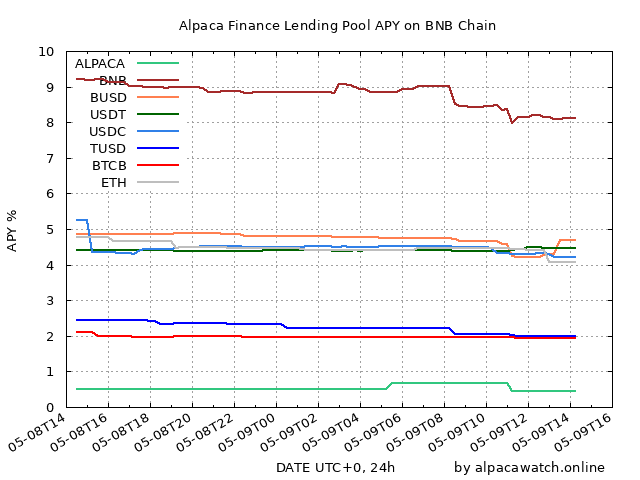 Alpaca Finance Lending Pool APY on BNB Chain
10
9
8
7
6
5
4
3
2
1
0
APY %
ALPACA
BNB
BUSD
USDT
USDC
TUSD
BTCB
ETH
05-08T14
05-08T16
05-08T18
05-08T20
05-08T22
05-09T00
05-09T02
05-09T04
05-09T06
05-09T08
05-09T10
05-09T12
05-09T14
05-09T16
DATE UTC+0, 24h
by alpacawatch.online